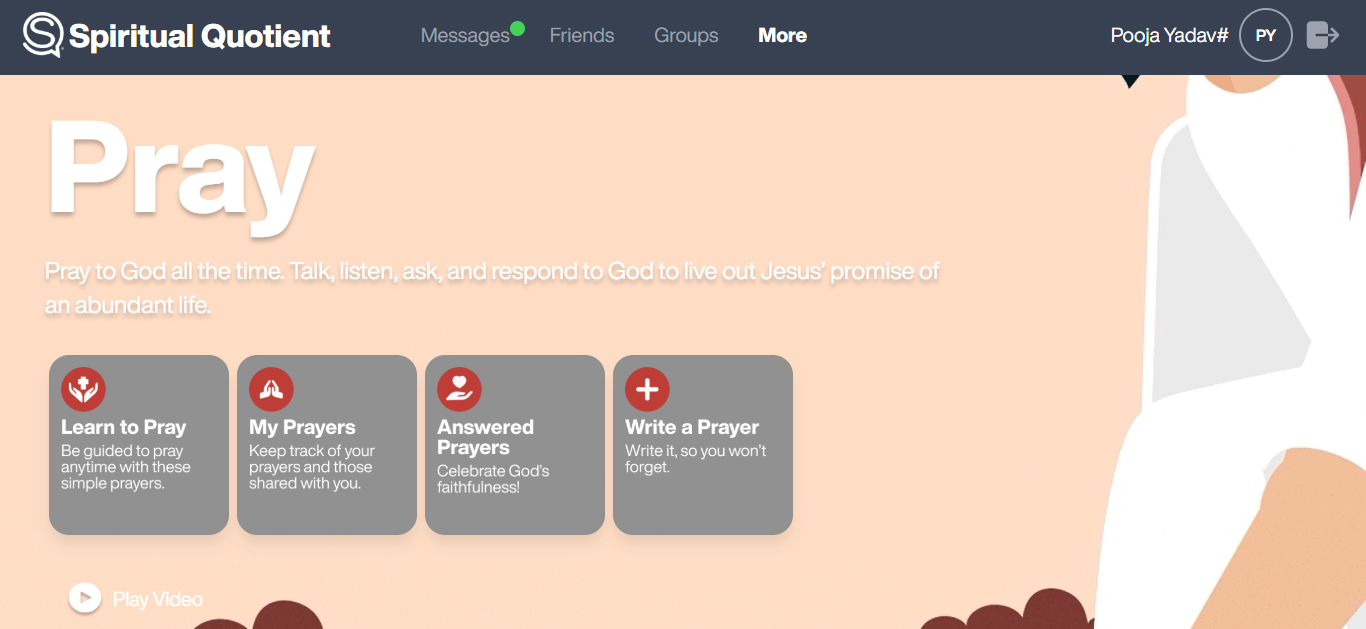 Spiritual Quotient
Messages Friends Groups More
Pooja Yadav# PY
Pray
Pray to God all the time. Talk, listen, ask, and respond to God to live out Jesus’ promise of
an abundant life.
Learn to Pray
Be guided to pray
anytime with these
simple prayers.
My Prayers
Keep track of your
prayers and those
shared with you.
Answered
Prayers
Celebrate God’s
faithfulness!
Write a Prayer
Write it, so you won’t
forget.
Play Video